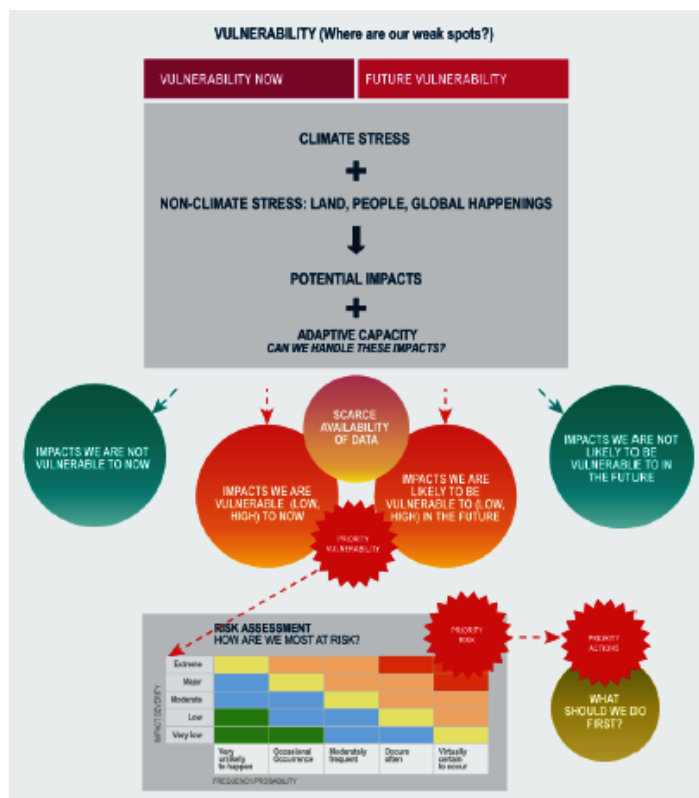 VULNERABILITY (Where are our weak spots?)
VULNERABILITY NOW
FUTURE VULNERABILITY
CLIMATE STRESS
+
NON-CLIMATE STRESS: LAND, PEOPLE, GLOBAL HAPPENINGS
POTENTIAL IMPACTS
+
ADAPTIVE CAPACITY
CAN WE HANDLE THESE IMPACTS?
IMPACTS WE ARE NOT
VULNERABLE TO NOW
IMPACTS WE ARE
VULNERABLE (LOW,
HIGH) TO NOW
SCARCE
AVAILABILITY
OF DATA
IMPACTS WE ARE
LIKELY TO BE
VULNERABLE TO (LOW,
HIGH) IN THE FUTURE
IMPACTS WE ARE NOT
LIKELY TO BE
VULNERABLE TO IN
THE FUTURE
PRIORITY
VULNERABILITY
RISK ASSESSMENT
HOW ARE WE MOST AT RISK?
PRIORITY
RISK
PRIORITY
ACTIONS
WHAT
SHOULD WE DO
FIRST?
IMPACT SEVERITY
Extreme
Major
Moderate
Low
Very low
Very
unlikely
to happen
Occasional
Occurrence
Moderately
frequent
Occurs
often
Virtually
certain
to occur
FREQUENCY/PROBABILITY